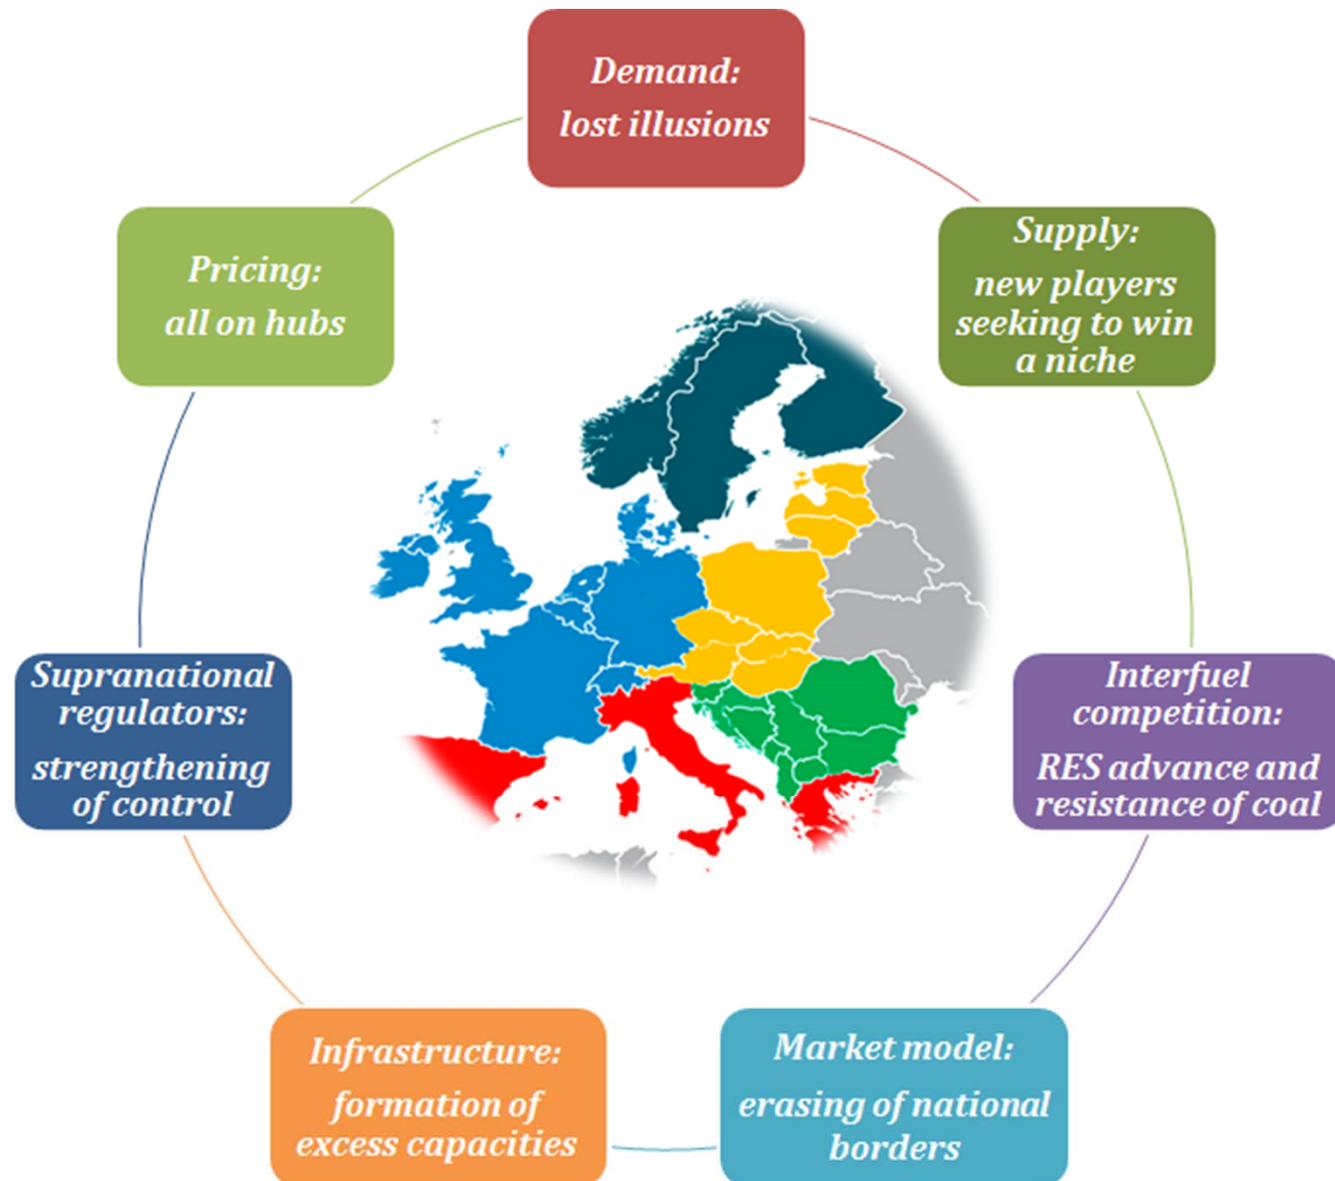 Demand:
lost illusions
Supply:
new players
seeking to win
a niche
Interfuel
competition:
RES advance and
resistance of coal
Market model:
erasing of national
borders
Infrastructure:
formation of
excess capacities
Supranational
regulators:
strengthening
of control
Pricing:
all on hubs